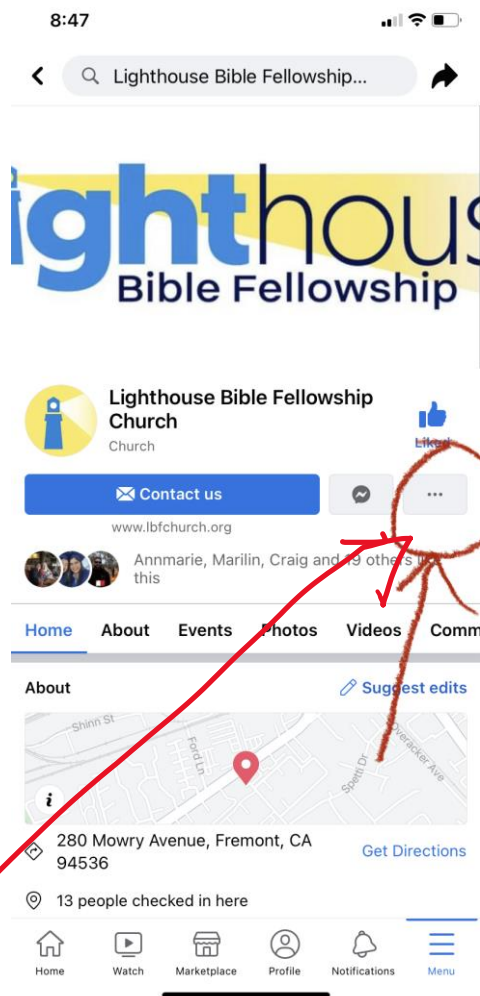 8:47
Lighthouse Bible Fellowship...
ighthous
Bible Fellowship
Lighthouse Bible Fellowship
Church
Church
Liked
Contact us
www.lbfchurch.org
Annmarie, Marilin, Craig and 19 others like
this
Home About Events Photos Videos Comm
About
Suggest edits
Shinn St
Ford Ln
Spetti Dr
Overacker Ave
280 Mowry Avenue, Fremont, CA
94536
Get Directions
13 people checked in here
Home Watch Marketplace Profile Notifications Menu